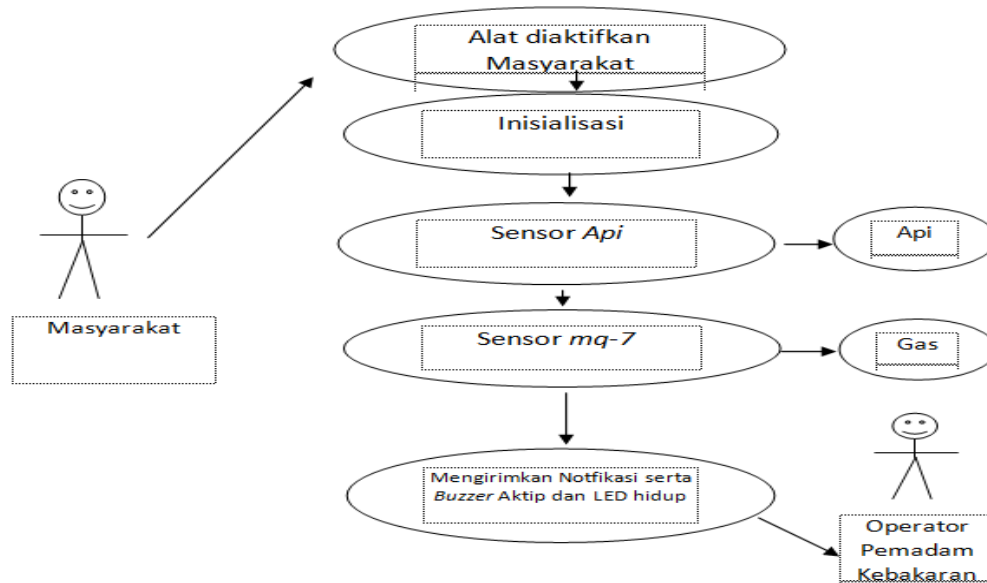 Alat diaktifkan
Masyarakat
Inisialisasi
Sensor Api
Api
Masyarakat
Sensor mq-7
Gas
Mengirimkan Notfikasi serta
Buzzer Aktip dan LED hidup
Operator
Pemadam
Kebakaran